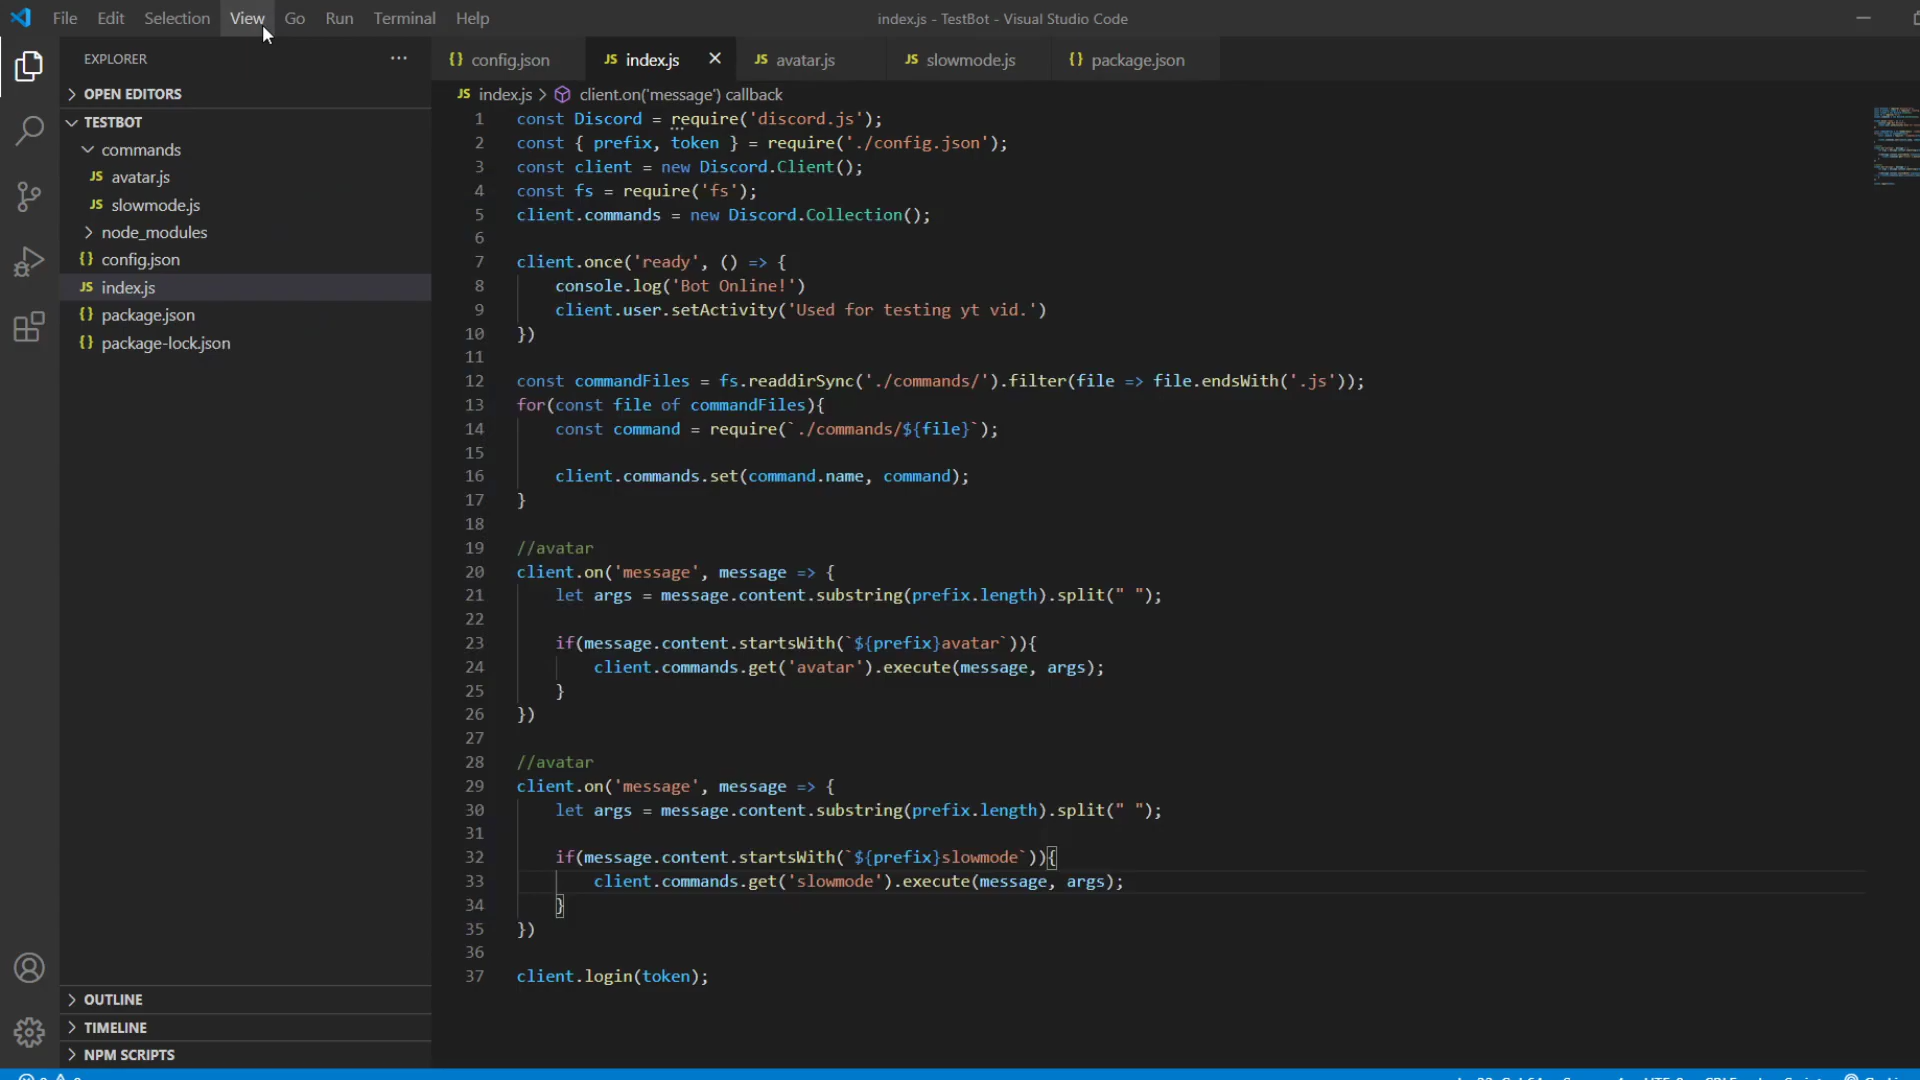 File Edit Selection View Go Run Terminal Help
index.js - TestBot - Visual Studio Code
EXPLORER
OPEN EDITORS
TESTBOT
commands
JS avatar.js
JS slowmode.js
node_modules
{} config.json
JS index.js
{} package.json
{} package-lock.json
OUTLINE
TIMELINE
NPM SCRIPTS
{} config.json JS index.js JS avatar.js JS slowmode.js {} package.json
JS index.js > client.on('message') callback
1 const Discord = require('discord.js');
2 const { prefix, token } = require('./config.json');
3 const client = new Discord.Client();
4 const fs = require('fs');
5 client.commands = new Discord.Collection();
6
7 client.once('ready', () => {
8 console.log('Bot Online!')
9 client.user.setActivity('Used for testing yt vid.')
10 })
11
12 const commandFiles = fs.readdirSync('./commands/').filter(file => file.endsWith('.js'));
13 for(const file of commandFiles){
14 const command = require(`./commands/${file}`);
15
16 client.commands.set(command.name, command);
17 }
18
19 //avatar
20 client.on('message', message => {
21 let args = message.content.substring(prefix.length).split(" ");
22
23 if(message.content.startsWith(`${prefix}avatar`)){
24 client.commands.get('avatar').execute(message, args);
25 }
26 })
27
28 //avatar
29 client.on('message', message => {
30 let args = message.content.substring(prefix.length).split(" ");
31
32 if(message.content.startsWith(`${prefix}slowmode`)){
33 client.commands.get('slowmode').execute(message, args);
34 }
35 })
36
37 client.login(token);